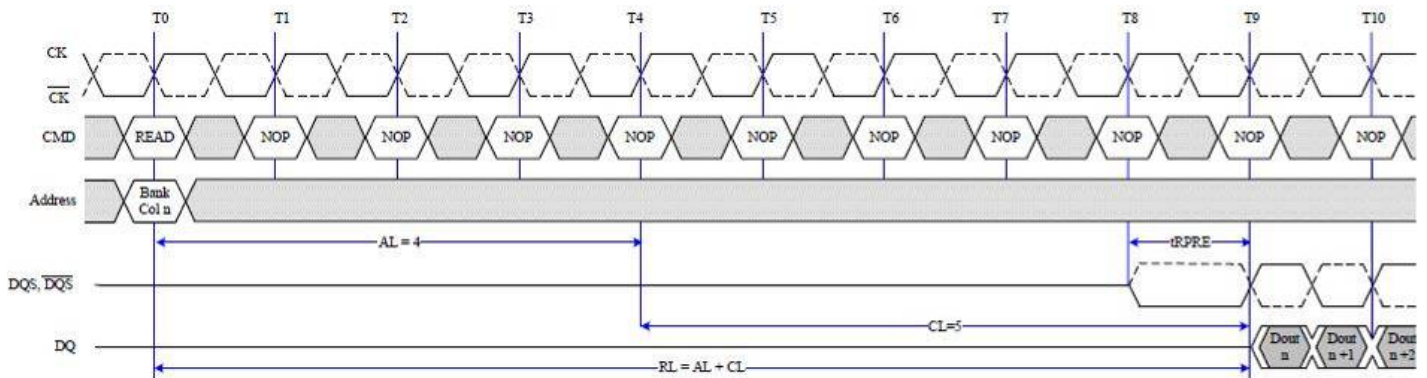 T0 T1 T2 T3 T4 T5 T6 T7 T8 T9 T10
CK
CK
CMD READ NOP NOP NOP NOP NOP NOP NOP NOP NOP NOP
Address Bank
Col n
AL = 4 tRPRE
DQS, DQS
CL=5
DQ Dout Dout Dout
n n +1 n +2
RL = AL + CL